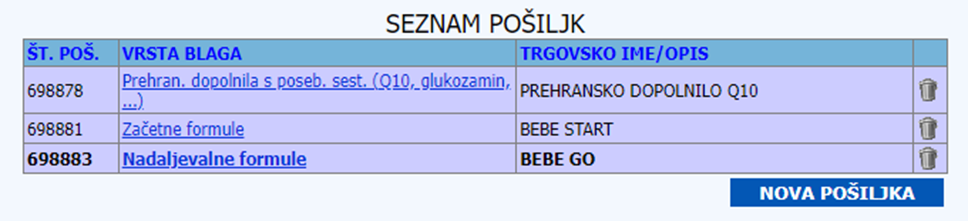 SEZNAM POŠILJK
ŠT. POŠ. VRSTA BLAGA TRGOVSKO IME/OPIS
698878 Prehran. dopolnila s poseb. sest. (Q10, glukozamin, ...) PREHRANSKO DOPOLNILO Q10
698881 Začetne formule BEBE START
698883 Nadaljevalne formule BEBE GO
NOVA POŠILJKA